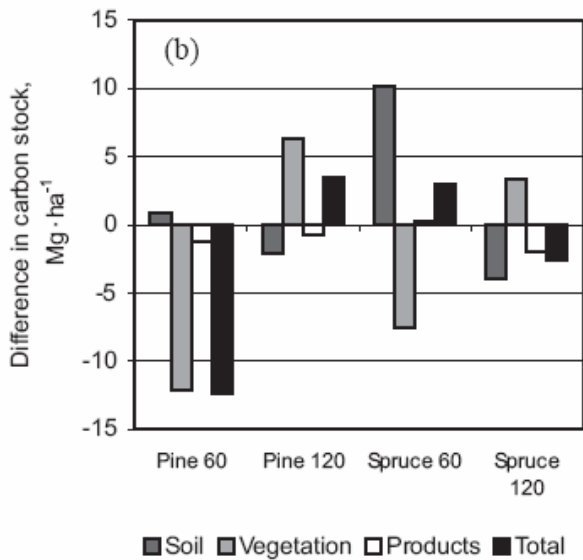 (b)
Difference in carbon stock,
Mg · ha-1
15
10
5
0
-5
-10
-15
Pine 60
Pine 120
Spruce 60
Spruce
120
Soil
Vegetation
Products
Total